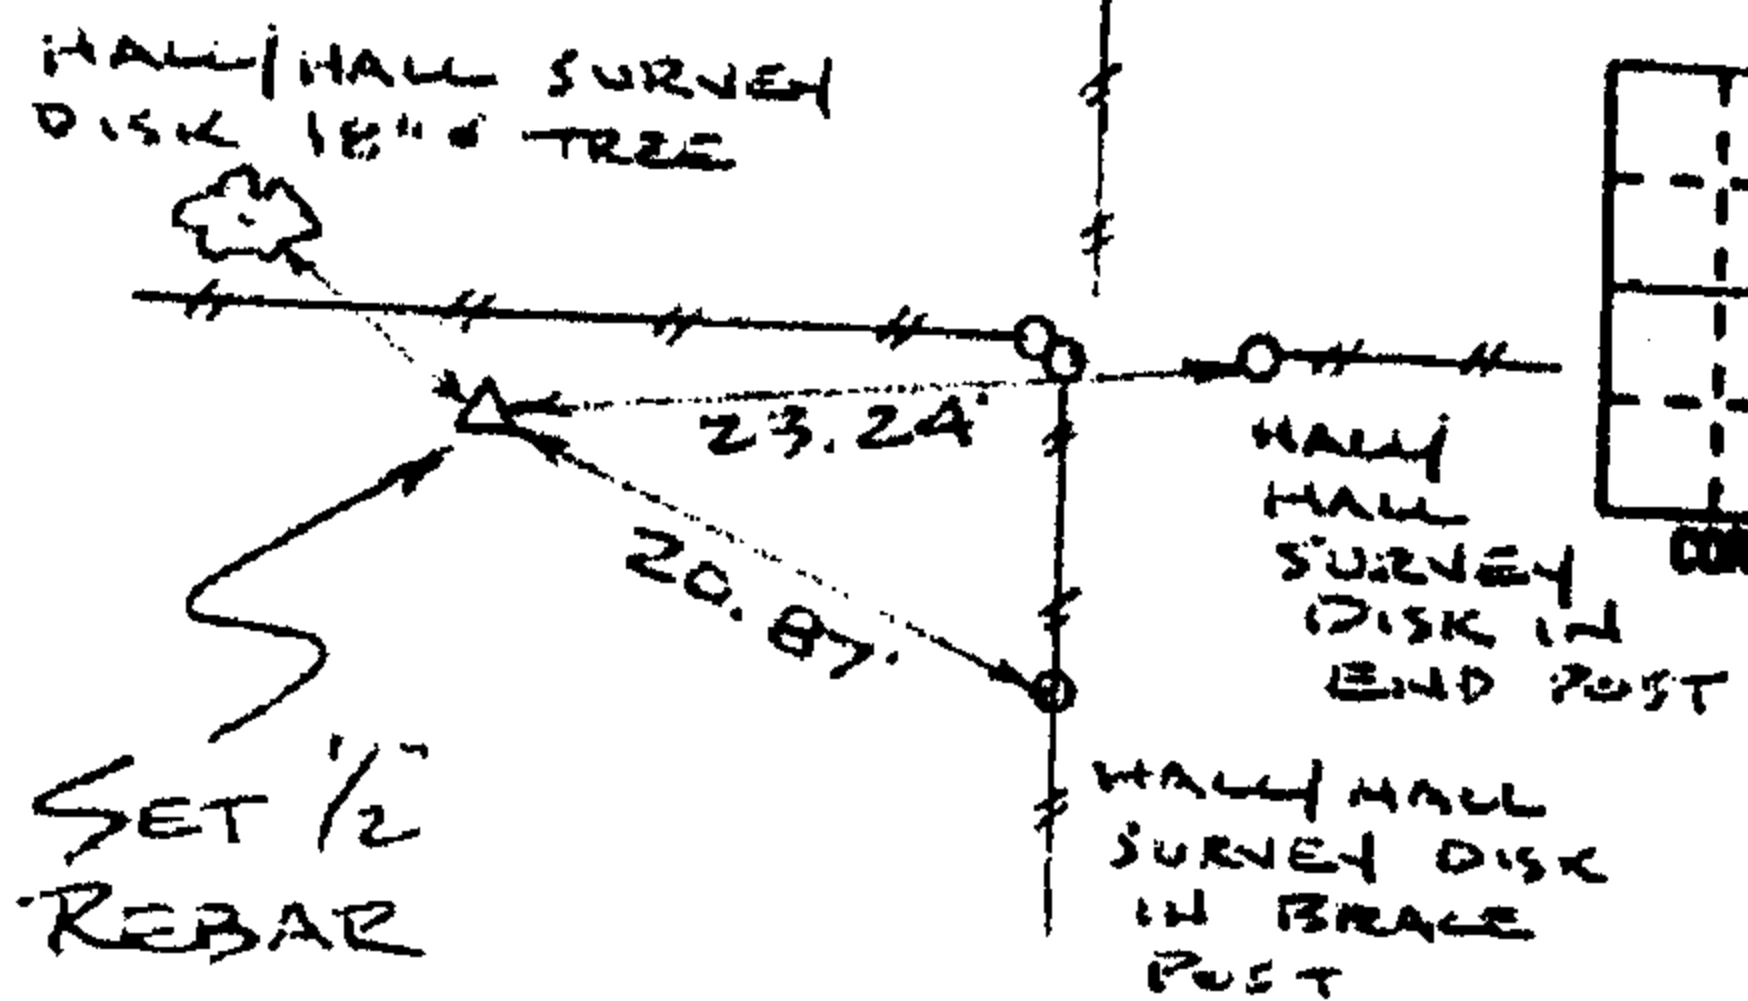 HALL/HALL SURVEY
DISK 18"ø TREE
23.24'
20.87'
HALL/
HALL
SURVEY
DISK IN
END POST
SET 1/2"
REBAR
HALL/HALL
SURVEY DISK
IN BRACE
POST